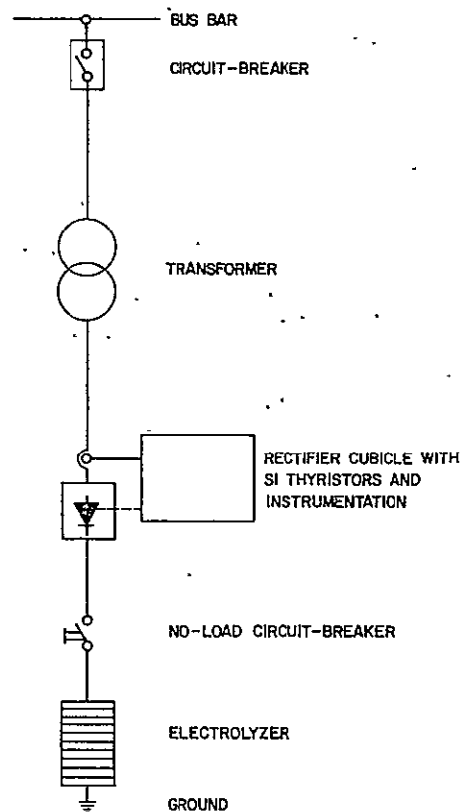 BUS BAR
CIRCUIT-BREAKER
TRANSFORMER
RECTIFIER CUBICLE WITH
SI THYRISTORS AND
INSTRUMENTATION
NO-LOAD CIRCUIT-BREAKER
ELECTROLYZER
GROUND